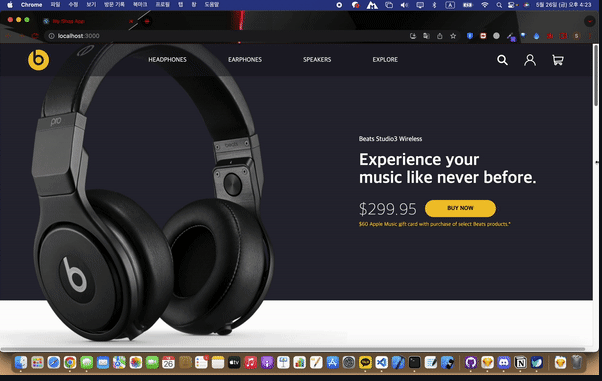 Chrome 파일 수정 보기 방문 기록 북마크 프로필 탭 창 도움말
5월 26일 (금) 오후 4:23
My Shop App
localhost:3000
HEADPHONES EARPHONES SPEAKERS EXPLORE
pro
Beats Studio3 Wireless
Experience your
music like never before.
$299.95 BUY NOW
$60 Apple Music gift card with purchase of select Beats products.*